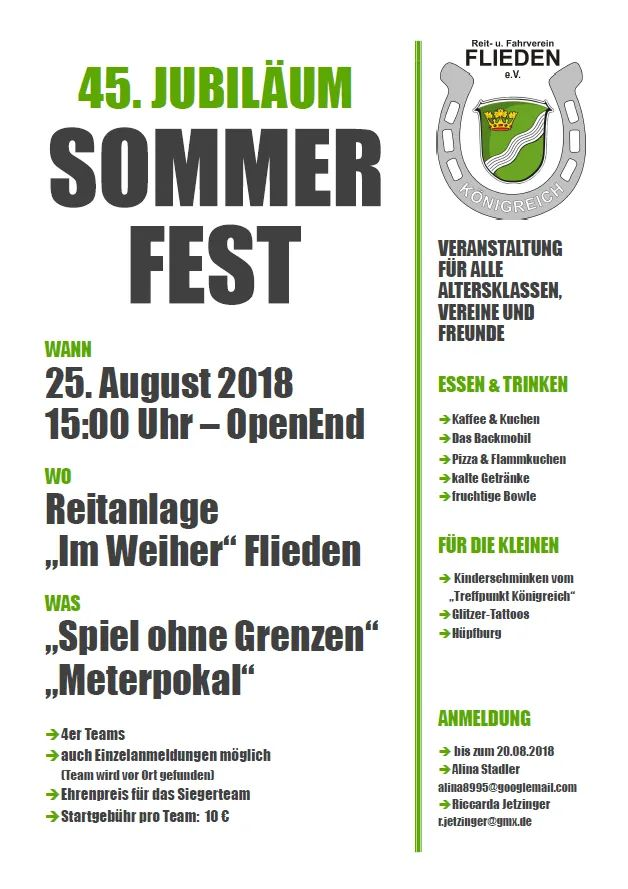 45. JUBILÄUM
SOMMER
FEST
WANN
25. August 2018
15:00 Uhr – OpenEnd
WO
Reitanlage
„Im Weiher“ Flieden
WAS
„Spiel ohne Grenzen“
„Meterpokal“
→4er Teams
→auch Einzelanmeldungen möglich
(Team wird vor Ort gefunden)
→Ehrenpreis für das Siegerteam
→Startgebühr pro Team: 10 €
Reit- u. Fahrverein
FLIEDEN
e.V.
KÖNIGREICH
VERANSTALTUNG
FÜR ALLE
ALTERSKLASSEN,
VEREINE UND
FREUNDE
ESSEN & TRINKEN
→Kaffee & Kuchen
→Das Backmobil
→Pizza & Flammkuchen
→kalte Getränke
→fruchtige Bowle
FÜR DIE KLEINEN
→ Kinderschminken vom
„Treffpunkt Königreich“
→Glitzer-Tattoos
→Hüpfburg
ANMELDUNG
→ bis zum 20.08.2018
→Alina Stadler
alina8995@googlemail.com
→Riccarda Jetzinger
r.jetzinger@gmx.de